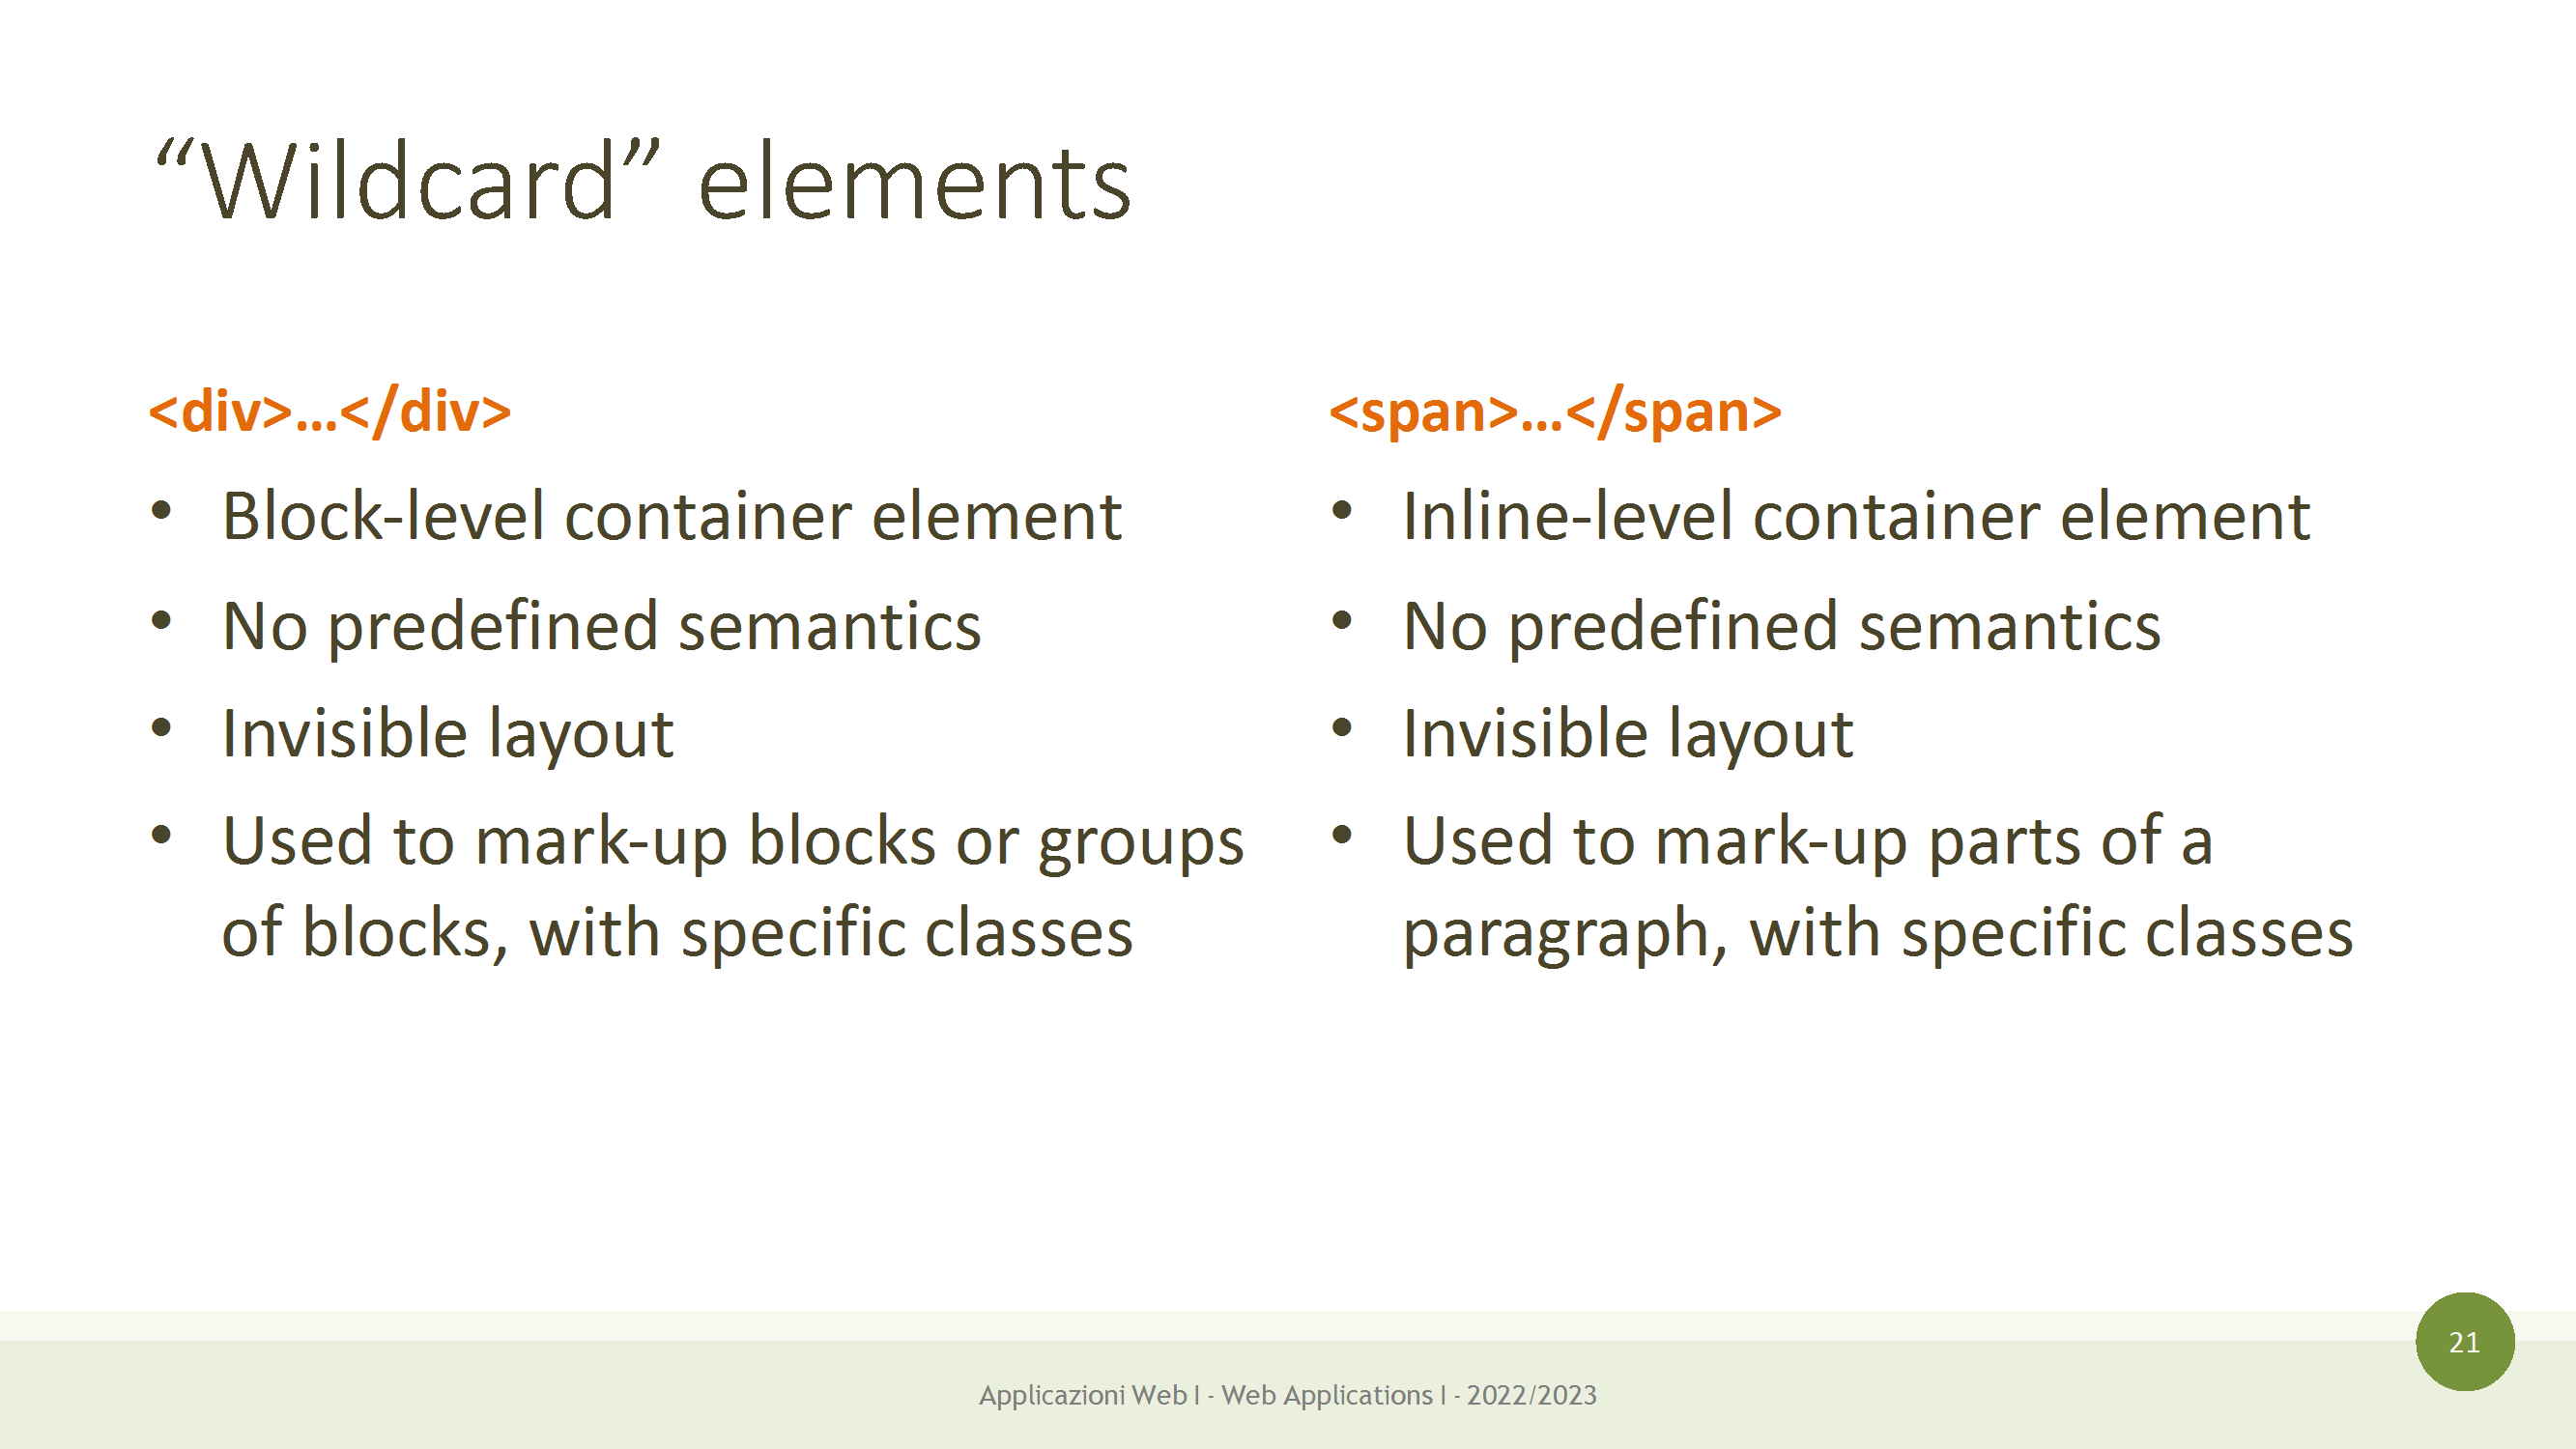 “Wildcard” elements
<div>…</div>
• Block-level container element
• No predefined semantics
• Invisible layout
• Used to mark-up blocks or groups
of blocks, with specific classes
<span>…</span>
• Inline-level container element
• No predefined semantics
• Invisible layout
• Used to mark-up parts of a
paragraph, with specific classes
21
Applicazioni Web I - Web Applications I - 2022/2023